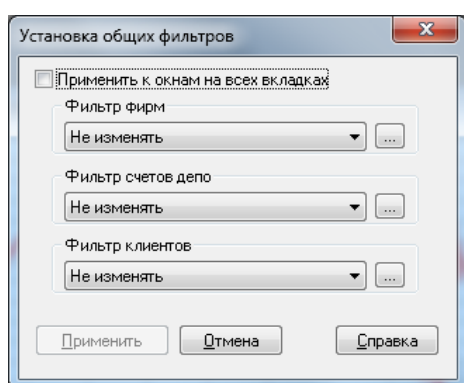 Установка общих фильтров
Применить к окнам на всех вкладках
Фильтр фирм
Не изменять
...
Фильтр счетов депо
Не изменять
...
Фильтр клиентов
Не изменять
...
Применить Отмена Справка